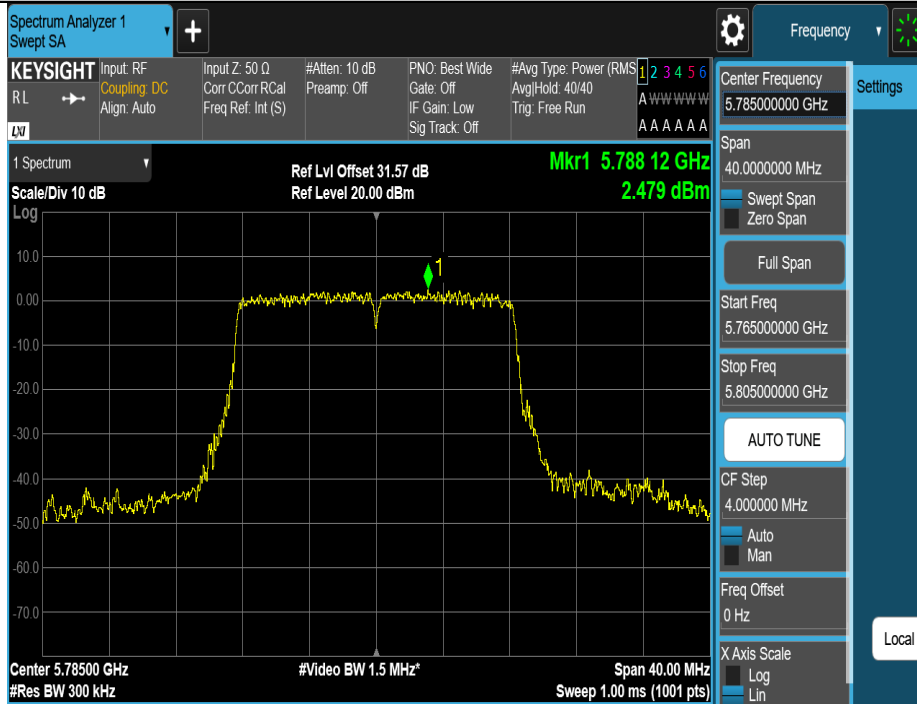 Spectrum Analyzer 1
Swept SA
+
Frequency
KEYSIGHT
R L
LXI
Input: RF
Coupling: DC
Align: Auto
Input Z: 50 Ω
Corr CCorr RCal
Freq Ref: Int (S)
#Atten: 10 dB
Preamp: Off
PNO: Best Wide
Gate: Off
IF Gain: Low
Sig Track: Off
#Avg Type: Power (RMS
Avg|Hold: 40/40
Trig: Free Run
1 2 3 4 5 6
A W W W W W
A A A A A A
1 Spectrum
Scale/Div 10 dB
Log
Ref Lvl Offset 31.57 dB
Ref Level 20.00 dBm
Mkr1 5.788 12 GHz
2.479 dBm
1
10.0
0.00
-10.0
-20.0
-30.0
-40.0
-50.0
-60.0
-70.0
Center 5.78500 GHz
#Video BW 1.5 MHz*
Span 40.00 MHz
#Res BW 300 kHz
Sweep 1.00 ms (1001 pts)
Center Frequency
5.785000000 GHz
Settings
Span
40.0000000 MHz
Swept Span
Zero Span
Full Span
Start Freq
5.765000000 GHz
Stop Freq
5.805000000 GHz
AUTO TUNE
CF Step
4.000000 MHz
Auto
Man
Freq Offset
0 Hz
X Axis Scale
Log
Lin
Local